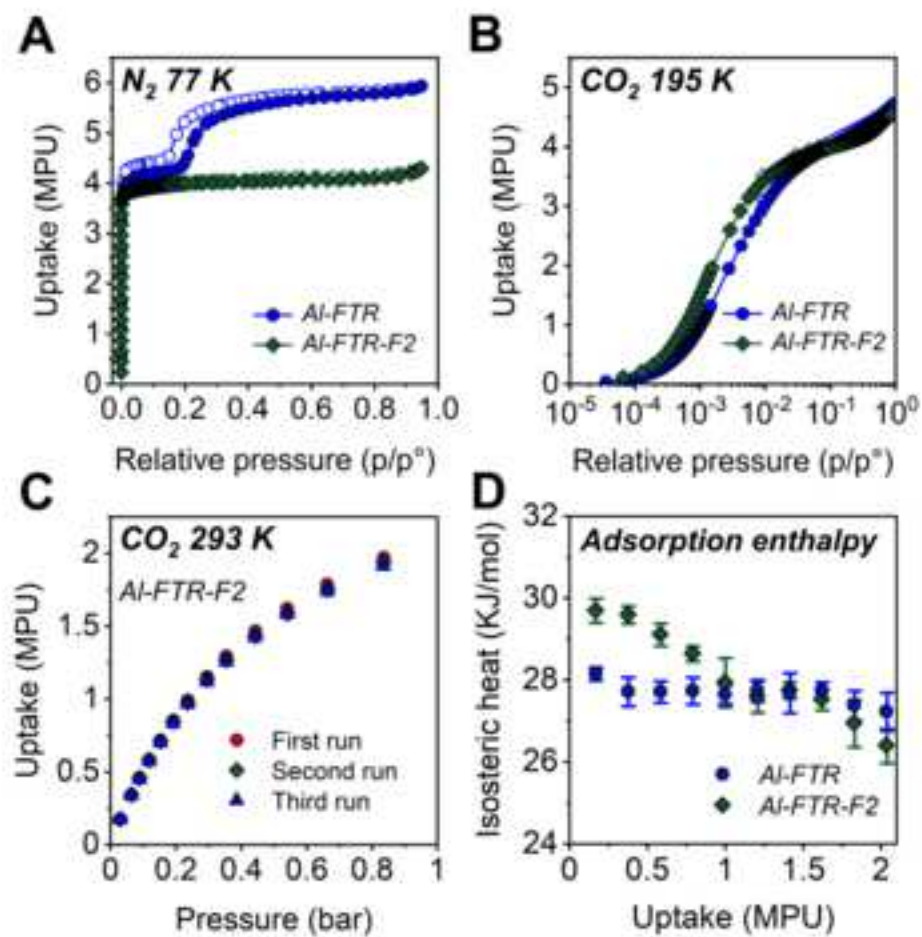 A
N₂ 77 K
Uptake (MPU)
6
5
4
3
2
1
0
Al-FTR
Al-FTR-F2
0.0 0.2 0.4 0.6 0.8 1.0
Relative pressure (p/p°)
B
CO₂ 195 K
Uptake (MPU)
5
4
3
2
1
0
Al-FTR
Al-FTR-F2
10⁻⁵ 10⁻⁴ 10⁻³ 10⁻² 10⁻¹ 10⁰
Relative pressure (p/p°)
C
CO₂ 293 K
Al-FTR-F2
Uptake (MPU)
2
1.5
1
0.5
0
First run
Second run
Third run
0 0.2 0.4 0.6 0.8 1
Pressure (bar)
D
Adsorption enthalpy
Isosteric heat (KJ/mol)
32
30
28
26
24
Al-FTR
Al-FTR-F2
0 0.5 1 1.5 2
Uptake (MPU)